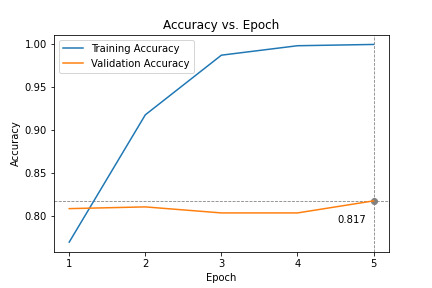 Accuracy vs. Epoch
1.00
Training Accuracy
Validation Accuracy
0.95
0.90
Accuracy
0.85
0.80
0.817
1 2 3 4 5
Epoch